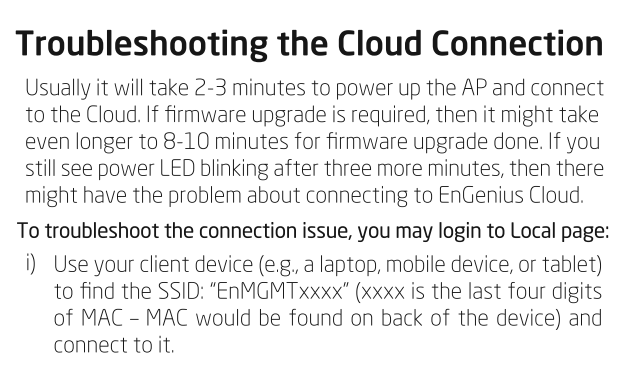 Troubleshooting the Cloud Connection
Usually it will take 2-3 minutes to power up the AP and connect
to the Cloud. If firmware upgrade is required, then it might take
even longer to 8-10 minutes for firmware upgrade done. If you
still see power LED blinking after three more minutes, then there
might have the problem about connecting to EnGenius Cloud.
To troubleshoot the connection issue, you may login to Local page:
i) Use your client device (e.g., a laptop, mobile device, or tablet)
to find the SSID: “EnMGMTxxxx” (xxxx is the last four digits
of MAC – MAC would be found on back of the device) and
connect to it.